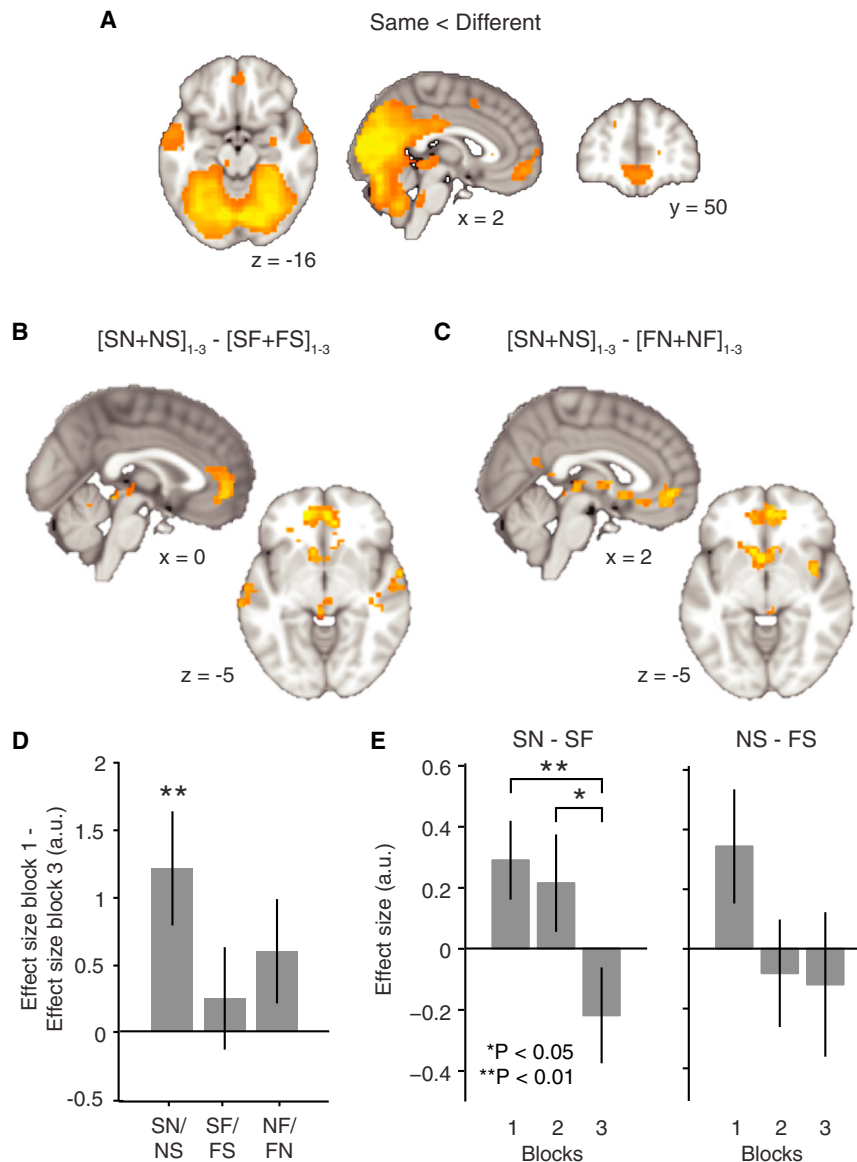 A
Same < Different
z = -16
x = 2
y = 50
B
[SN+NS]1-3 - [SF+FS]1-3
x = 0
z = -5
C
[SN+NS]1-3 - [FN+NF]1-3
x = 2
z = -5
D
Effect size block 1 -
Effect size block 3 (a.u.)
2
1.5
1
0.5
0
-0.5
**
SN/
NS
SF/
FS
NF/
FN
E
SN - SF
NS - FS
Effect size (a.u.)
0.6
0.4
0.2
0
−0.2
−0.4
**
*
*P < 0.05
**P < 0.01
1 2 3
Blocks
1 2 3
Blocks